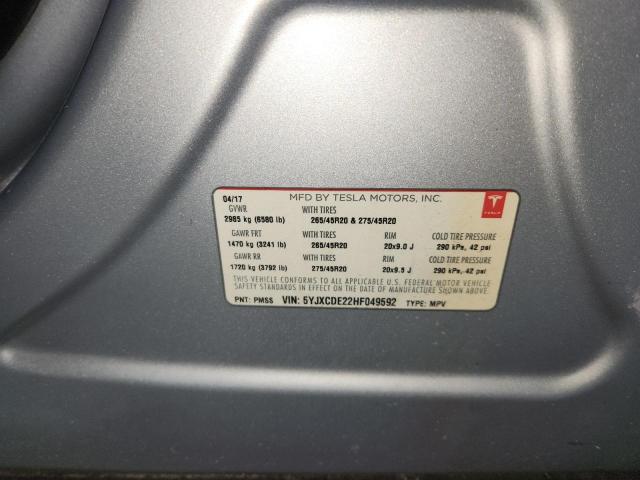 04/17 MFD BY TESLA MOTORS, INC.
GVWR WITH TIRES
2985 kg (6580 lb) 265/45R20 & 275/45R20
TESLA
GAWR FRT WITH TIRES RIM COLD TIRE PRESSURE
1470 kg (3241 lb) 265/45R20 20x9.0 J 290 kPa, 42 psi
GAWR RR WITH TIRES RIM COLD TIRE PRESSURE
1720 kg (3792 lb) 275/45R20 20x9.5 J 290 kPa, 42 psi
THIS VEHICLE CONFORMS TO ALL APPLICABLE U.S. FEDERAL MOTOR VEHICLE
SAFETY STANDARDS IN EFFECT ON THE DATE OF MANUFACTURE SHOWN ABOVE.
PNT: PMSS VIN: 5YJXCDE22HF049592 TYPE: MPV